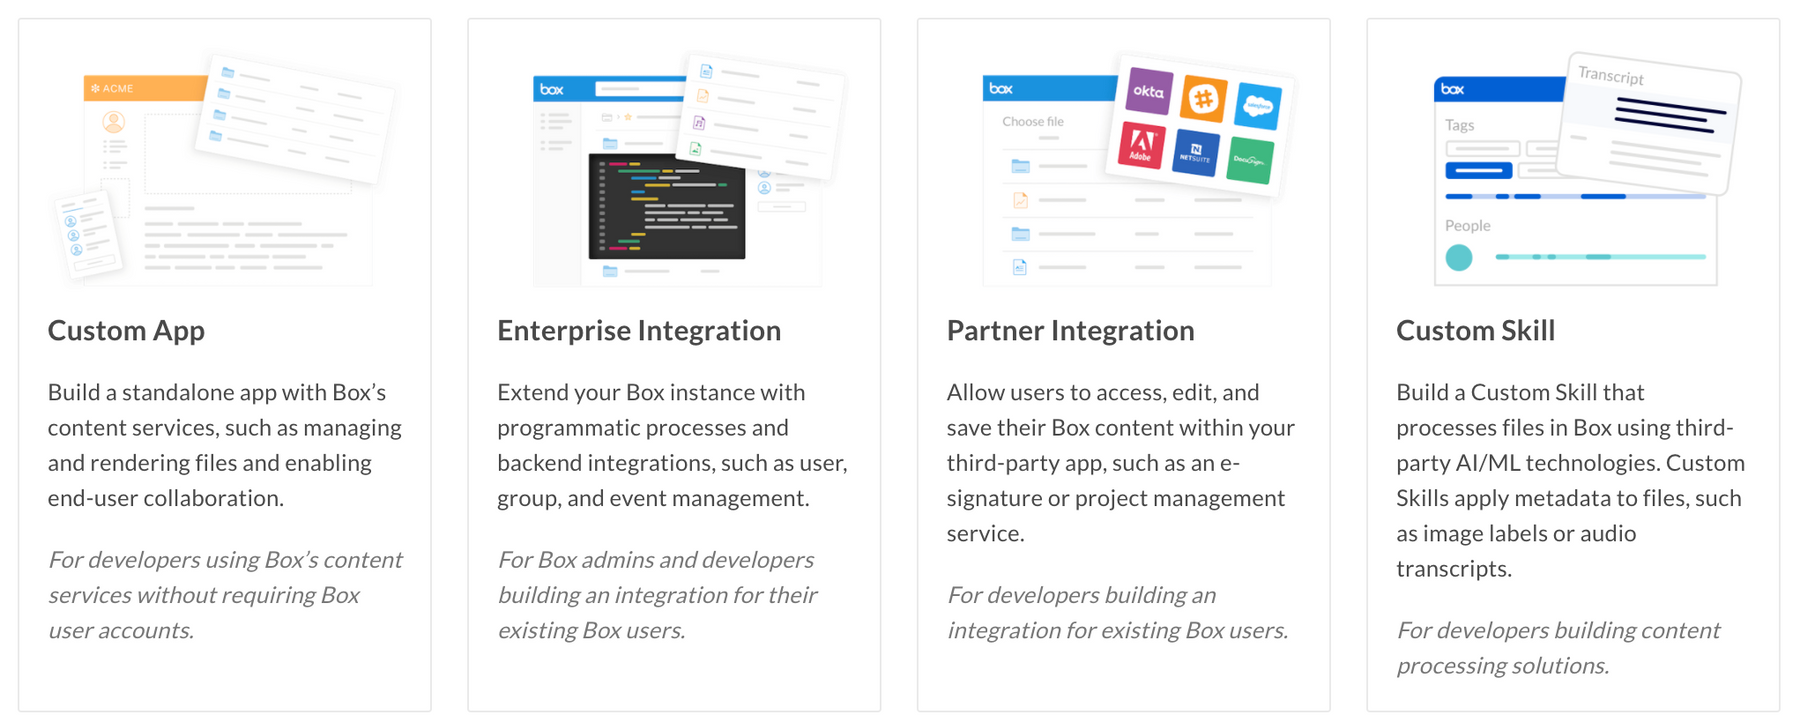 ACME
Custom App
Build a standalone app with Box’s
content services, such as managing
and rendering files and enabling
end-user collaboration.
For developers using Box’s content
services without requiring Box
user accounts.
box
Enterprise Integration
Extend your Box instance with
programmatic processes and
backend integrations, such as user,
group, and event management.
For Box admins and developers
building an integration for their
existing Box users.
box
Choose file
okta
salesforce
Adobe
N
NETSUITE
DocuSign
Partner Integration
Allow users to access, edit, and
save their Box content within your
third-party app, such as an e-
signature or project management
service.
For developers building an
integration for existing Box users.
box
Transcript
Tags
People
Custom Skill
Build a Custom Skill that
processes files in Box using third-
party AI/ML technologies. Custom
Skills apply metadata to files, such
as image labels or audio
transcripts.
For developers building content
processing solutions.